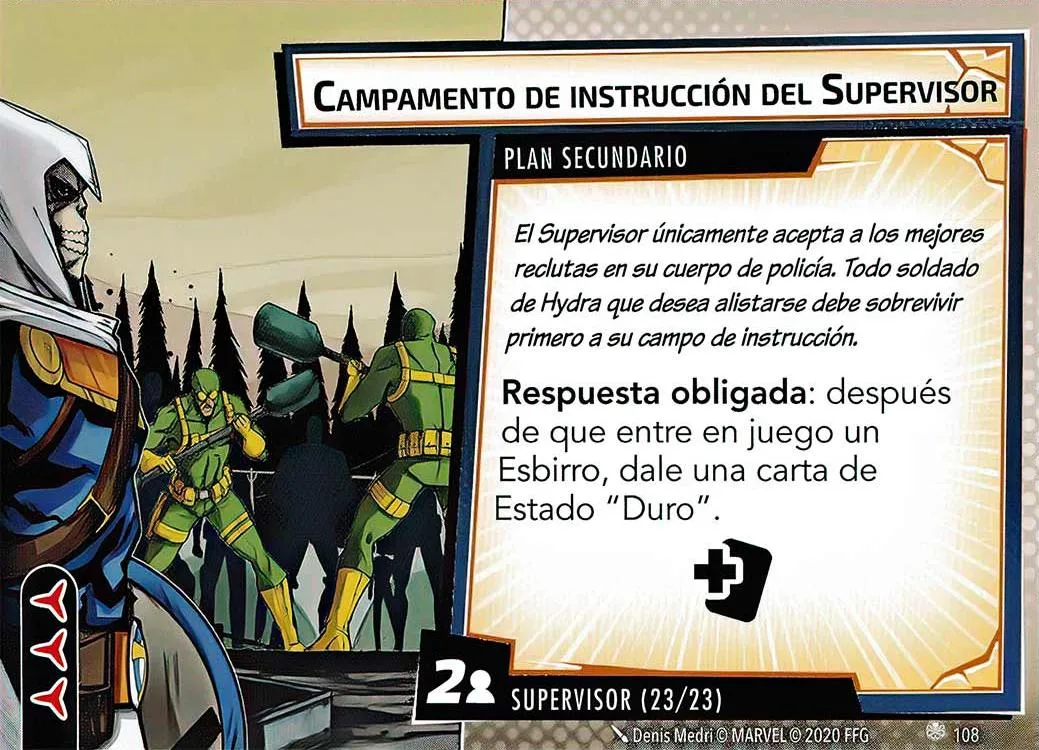 CAMPAMENTO DE INSTRUCCIÓN DEL SUPERVISOR
PLAN SECUNDARIO
El Supervisor únicamente acepta a los mejores
reclutas en su cuerpo de policía. Todo soldado
de Hydra que desea alistarse debe sobrevivir
primero a su campo de instrucción.
Respuesta obligada: después
de que entre en juego un
Esbirro, dale una carta de
Estado “Duro”.
2
SUPERVISOR (23/23)
Denis Medri © MARVEL © 2020 FFG
108